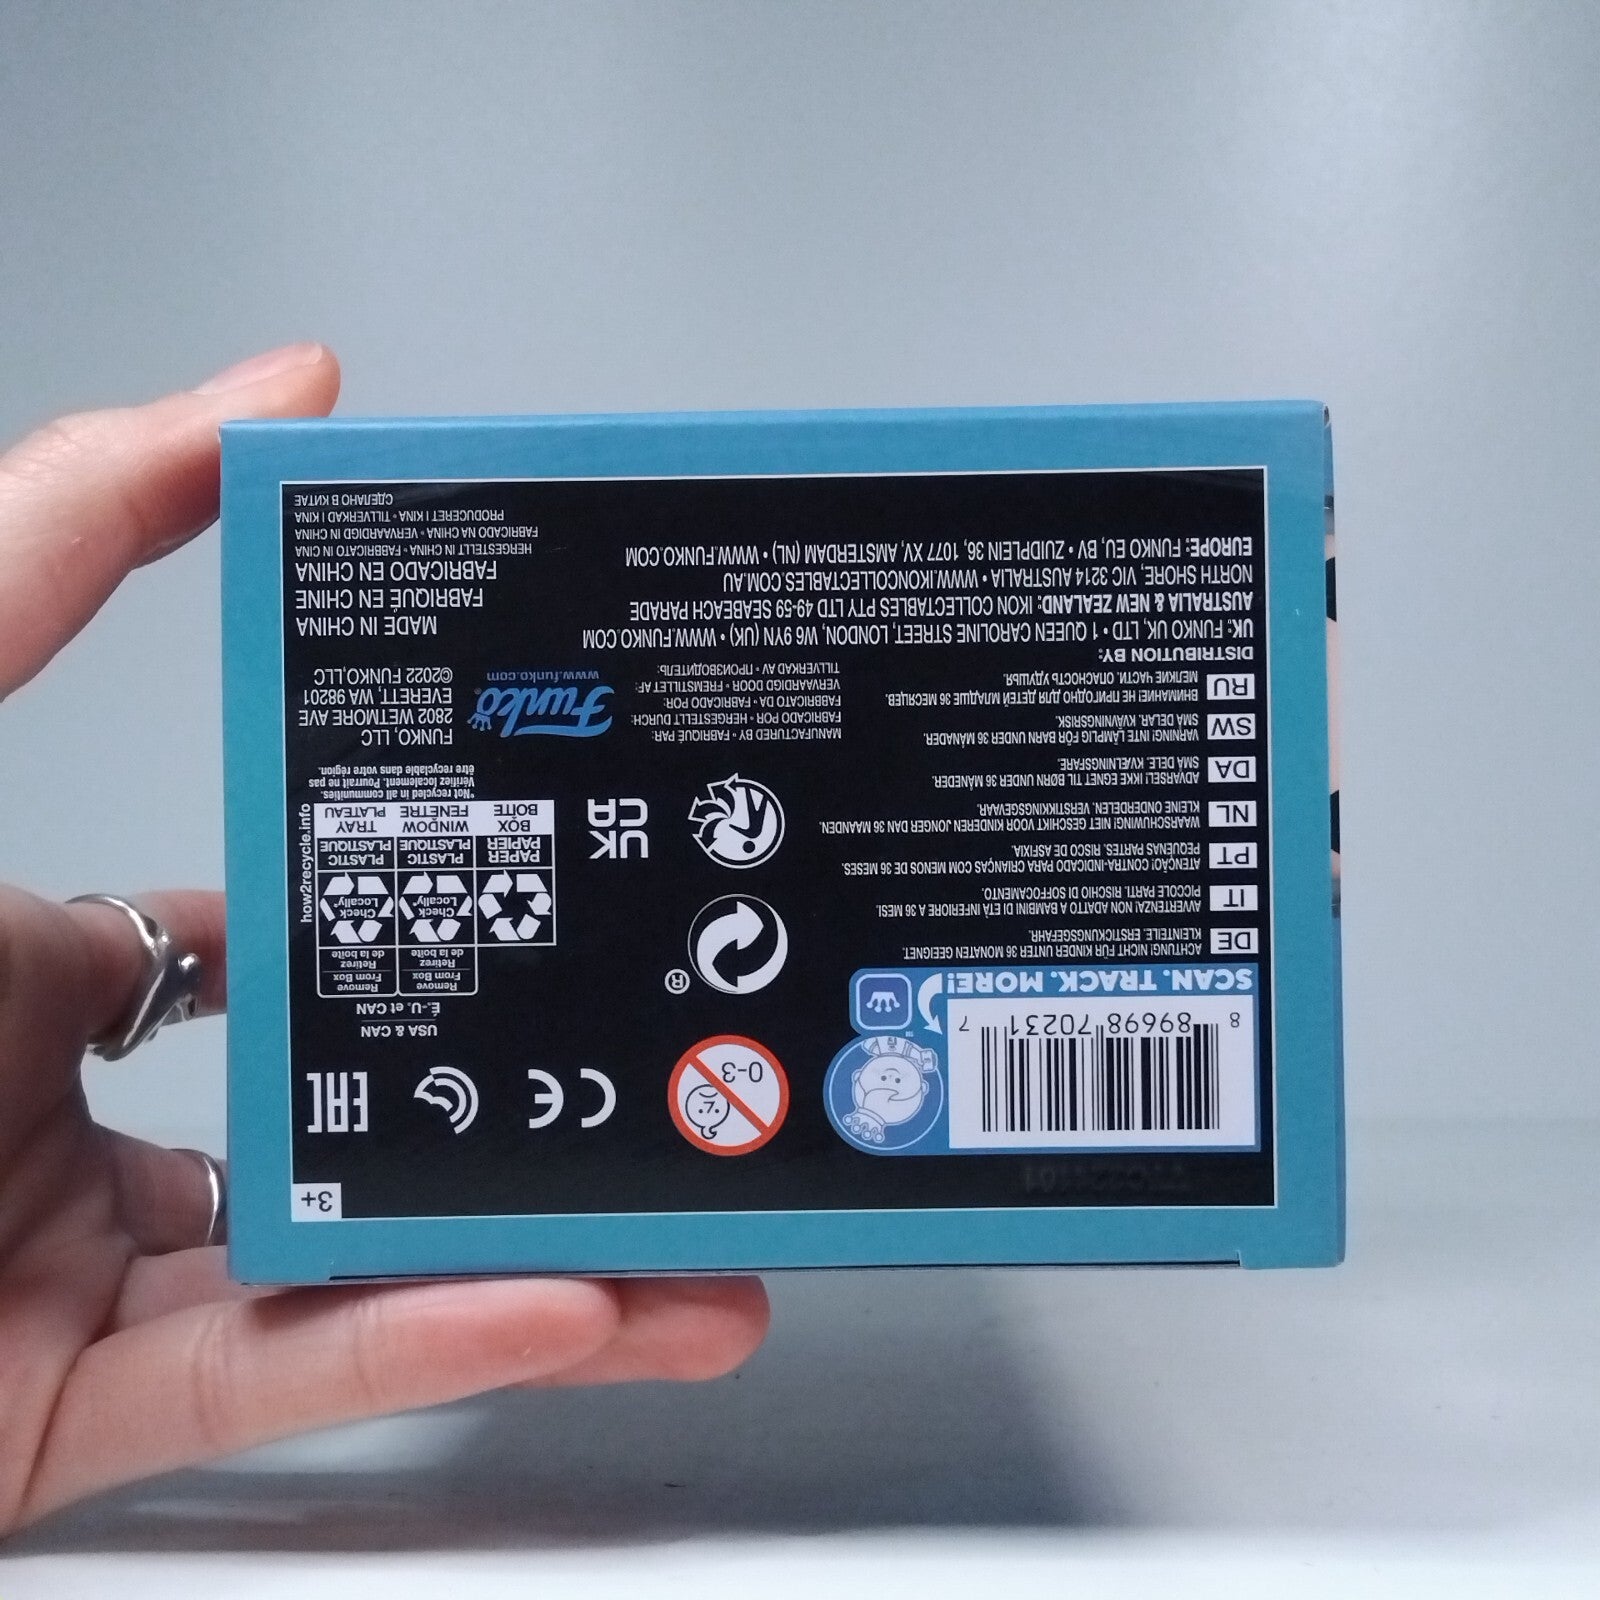 3+
8 89698 70231 7
SCAN. TRACK. MORE!
0-3
CE
EAC
USA & CAN
É.-U. et CAN
Remove
From Box
Retirez
de la boîte
Remove
From Box
Retirez
de la boîte
Check
Locally*
Check
Locally*
PAPER
PAPIER
PLASTIC
PLASTIQUE
PLASTIC
PLASTIQUE
BOX
BOÎTE
WINDOW
FENÊTRE
TRAY
PLATEAU
how2recycle.info
*Not recycled in all communities.
Vérifiez localement. Pourrait ne pas
être recyclable dans votre région.
®
UK
CA
DE
ACHTUNG! NICHT FÜR KINDER UNTER 36 MONATEN GEEIGNET.
KLEINTEILE. ERSTICKUNGSGEFAHR.
IT
AVVERTENZA! NON ADATTO A BAMBINI DI ETÀ INFERIORE A 36 MESI.
PICCOLE PARTI. RISCHIO DI SOFFOCAMENTO.
PT
ATENÇÃO! CONTRA-INDICADO PARA CRIANÇAS COM MENOS DE 36 MESES.
PEQUENAS PARTES. RISCO DE ASFIXIA.
NL
WAARSCHUWING! NIET GESCHIKT VOOR KINDEREN JONGER DAN 36 MAANDEN.
KLEINE ONDERDELEN. VERSTIKKINGSGEVAAR.
DA
ADVARSEL! IKKE EGNET TIL BØRN UNDER 36 MÅNEDER.
SMÅ DELE. KVÆLNINGSFARE.
SW
VARNING! INTE LÄMPLIG FÖR BARN UNDER 36 MÅNADER.
SMÅ DELAR. KVÄVNINGSRISK.
RU
ВНИМАНИЕ! НЕ ПРИГОДНО ДЛЯ ДЕТЕЙ МЛАДШЕ 36 МЕСЯЦЕВ.
МЕЛКИЕ ЧАСТИ. ОПАСНОСТЬ УДУШЬЯ.
MANUFACTURED BY • FABRIQUÉ PAR:
FABRICADO POR • HERGESTELLT DURCH:
FABBRICATO DA • FABRICADO POR:
VERVAARDIGD DOOR • FREMSTILLET AF:
TILLVERKAD AV • ПРОИЗВОДИТЕЛЬ:
Funko®
www.funko.com
FUNKO, LLC
2802 WETMORE AVE
EVERETT, WA 98201
©2022 FUNKO,LLC
DISTRIBUTION BY:
UK: FUNKO UK, LTD • 1 QUEEN CAROLINE STREET, LONDON, W6 9YN (UK) • WWW.FUNKO.COM
AUSTRALIA & NEW ZEALAND: IKON COLLECTABLES PTY LTD 49-59 SEABEACH PARADE
NORTH SHORE, VIC 3214 AUSTRALIA • WWW.IKONCOLLECTABLES.COM.AU
EUROPE: FUNKO EU, BV • ZUIDPLEIN 36, 1077 XV, AMSTERDAM (NL) • WWW.FUNKO.COM
MADE IN CHINA
FABRIQUÉ EN CHINE
FABRICADO EN CHINA
HERGESTELLT IN CHINA • FABBRICATO IN CINA
FABRICADO NA CHINA • VERVAARDIGD IN CHINA
PRODUCERET I KINA • TILLVERKAD I KINA
СДЕЛАНО В КИТАЕ